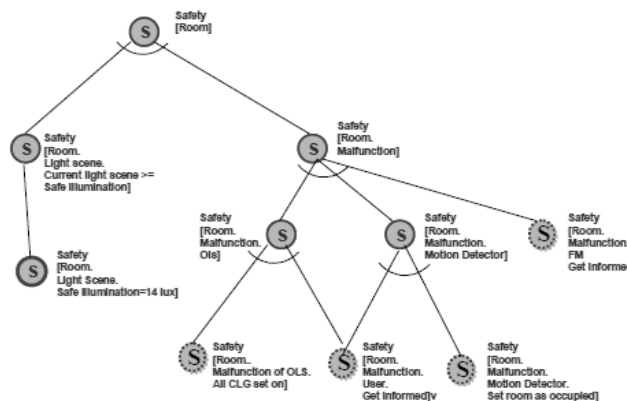 Safety
[Room]
S
Safety
[Room.
Light scene.
Current light scene >=
Safe Illumination]
S
Safety
[Room.
Malfunction]
S
Safety
[Room.
Malfunction.
Ols]
S
Safety
[Room.
Malfunction.
Motion Detector]
S
Safety
[Room.
Malfunction.
FM
Get Informe
S
Safety
[Room.
Light Scene.
Safe Illumination=14 lux]
S
Safety
[Room..
Malfunction of OLS.
All CLG set on]
S
Safety
[Room.
Malfunction.
User.
Get Informed]v
S
Safety
[Room.
Malfunction.
Motion Detector.
Set room as occupied]
S